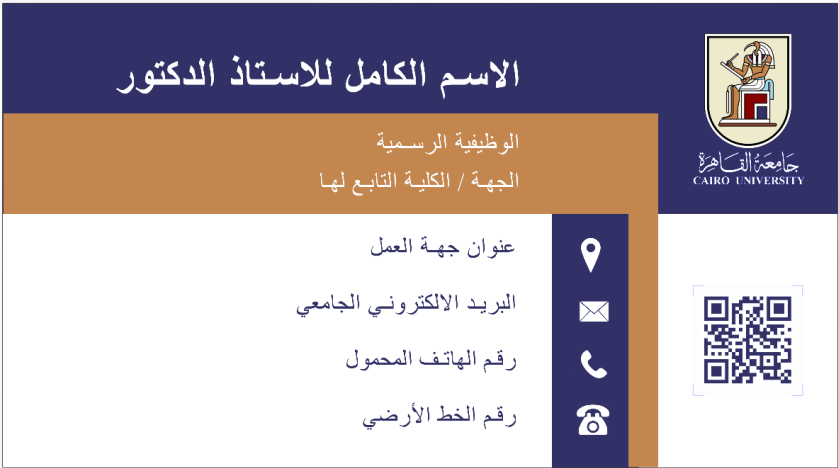 الاسم الكامل للاستاذ الدكتور
الوظيفية الرسمية
الجهة / الكلية التابع لها
جامعة القاهرة
CAIRO UNIVERSITY
عنوان جهة العمل
البريد الالكتروني الجامعي
رقم الهاتف المحمول
رقم الخط الأرضي